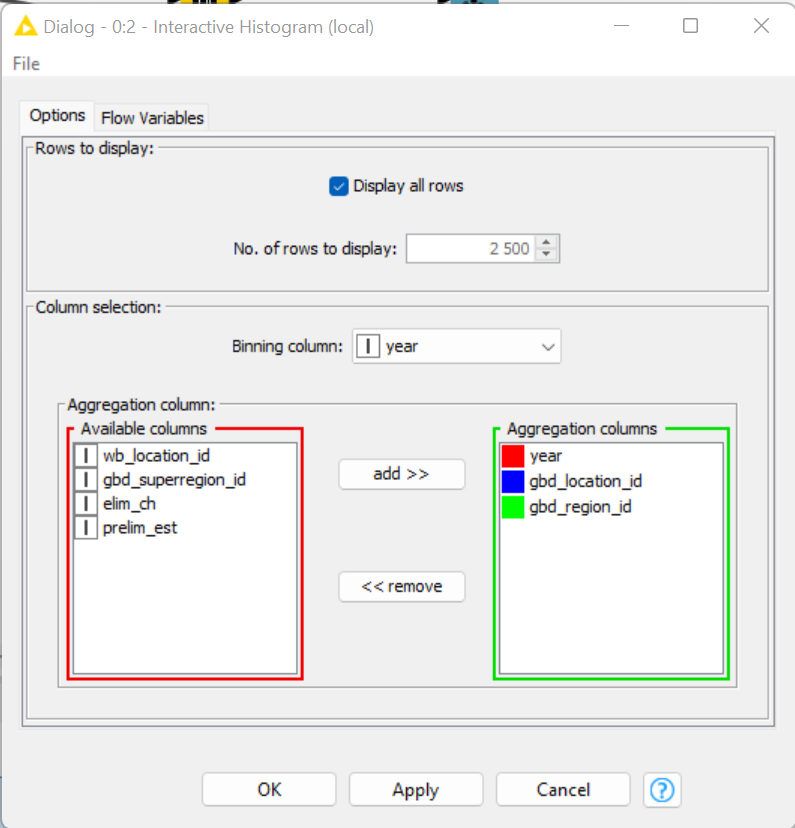 Dialog - 0:2 - Interactive Histogram (local)
File
Options Flow Variables
Rows to display:
Display all rows
No. of rows to display: 2 500
Column selection:
Binning column: I year
Aggregation column:
Available columns
I wb_location_id
I gbd_superregion_id
I elim_ch
I prelim_est
add >>
<< remove
Aggregation columns
year
gbd_location_id
gbd_region_id
OK Apply Cancel ?